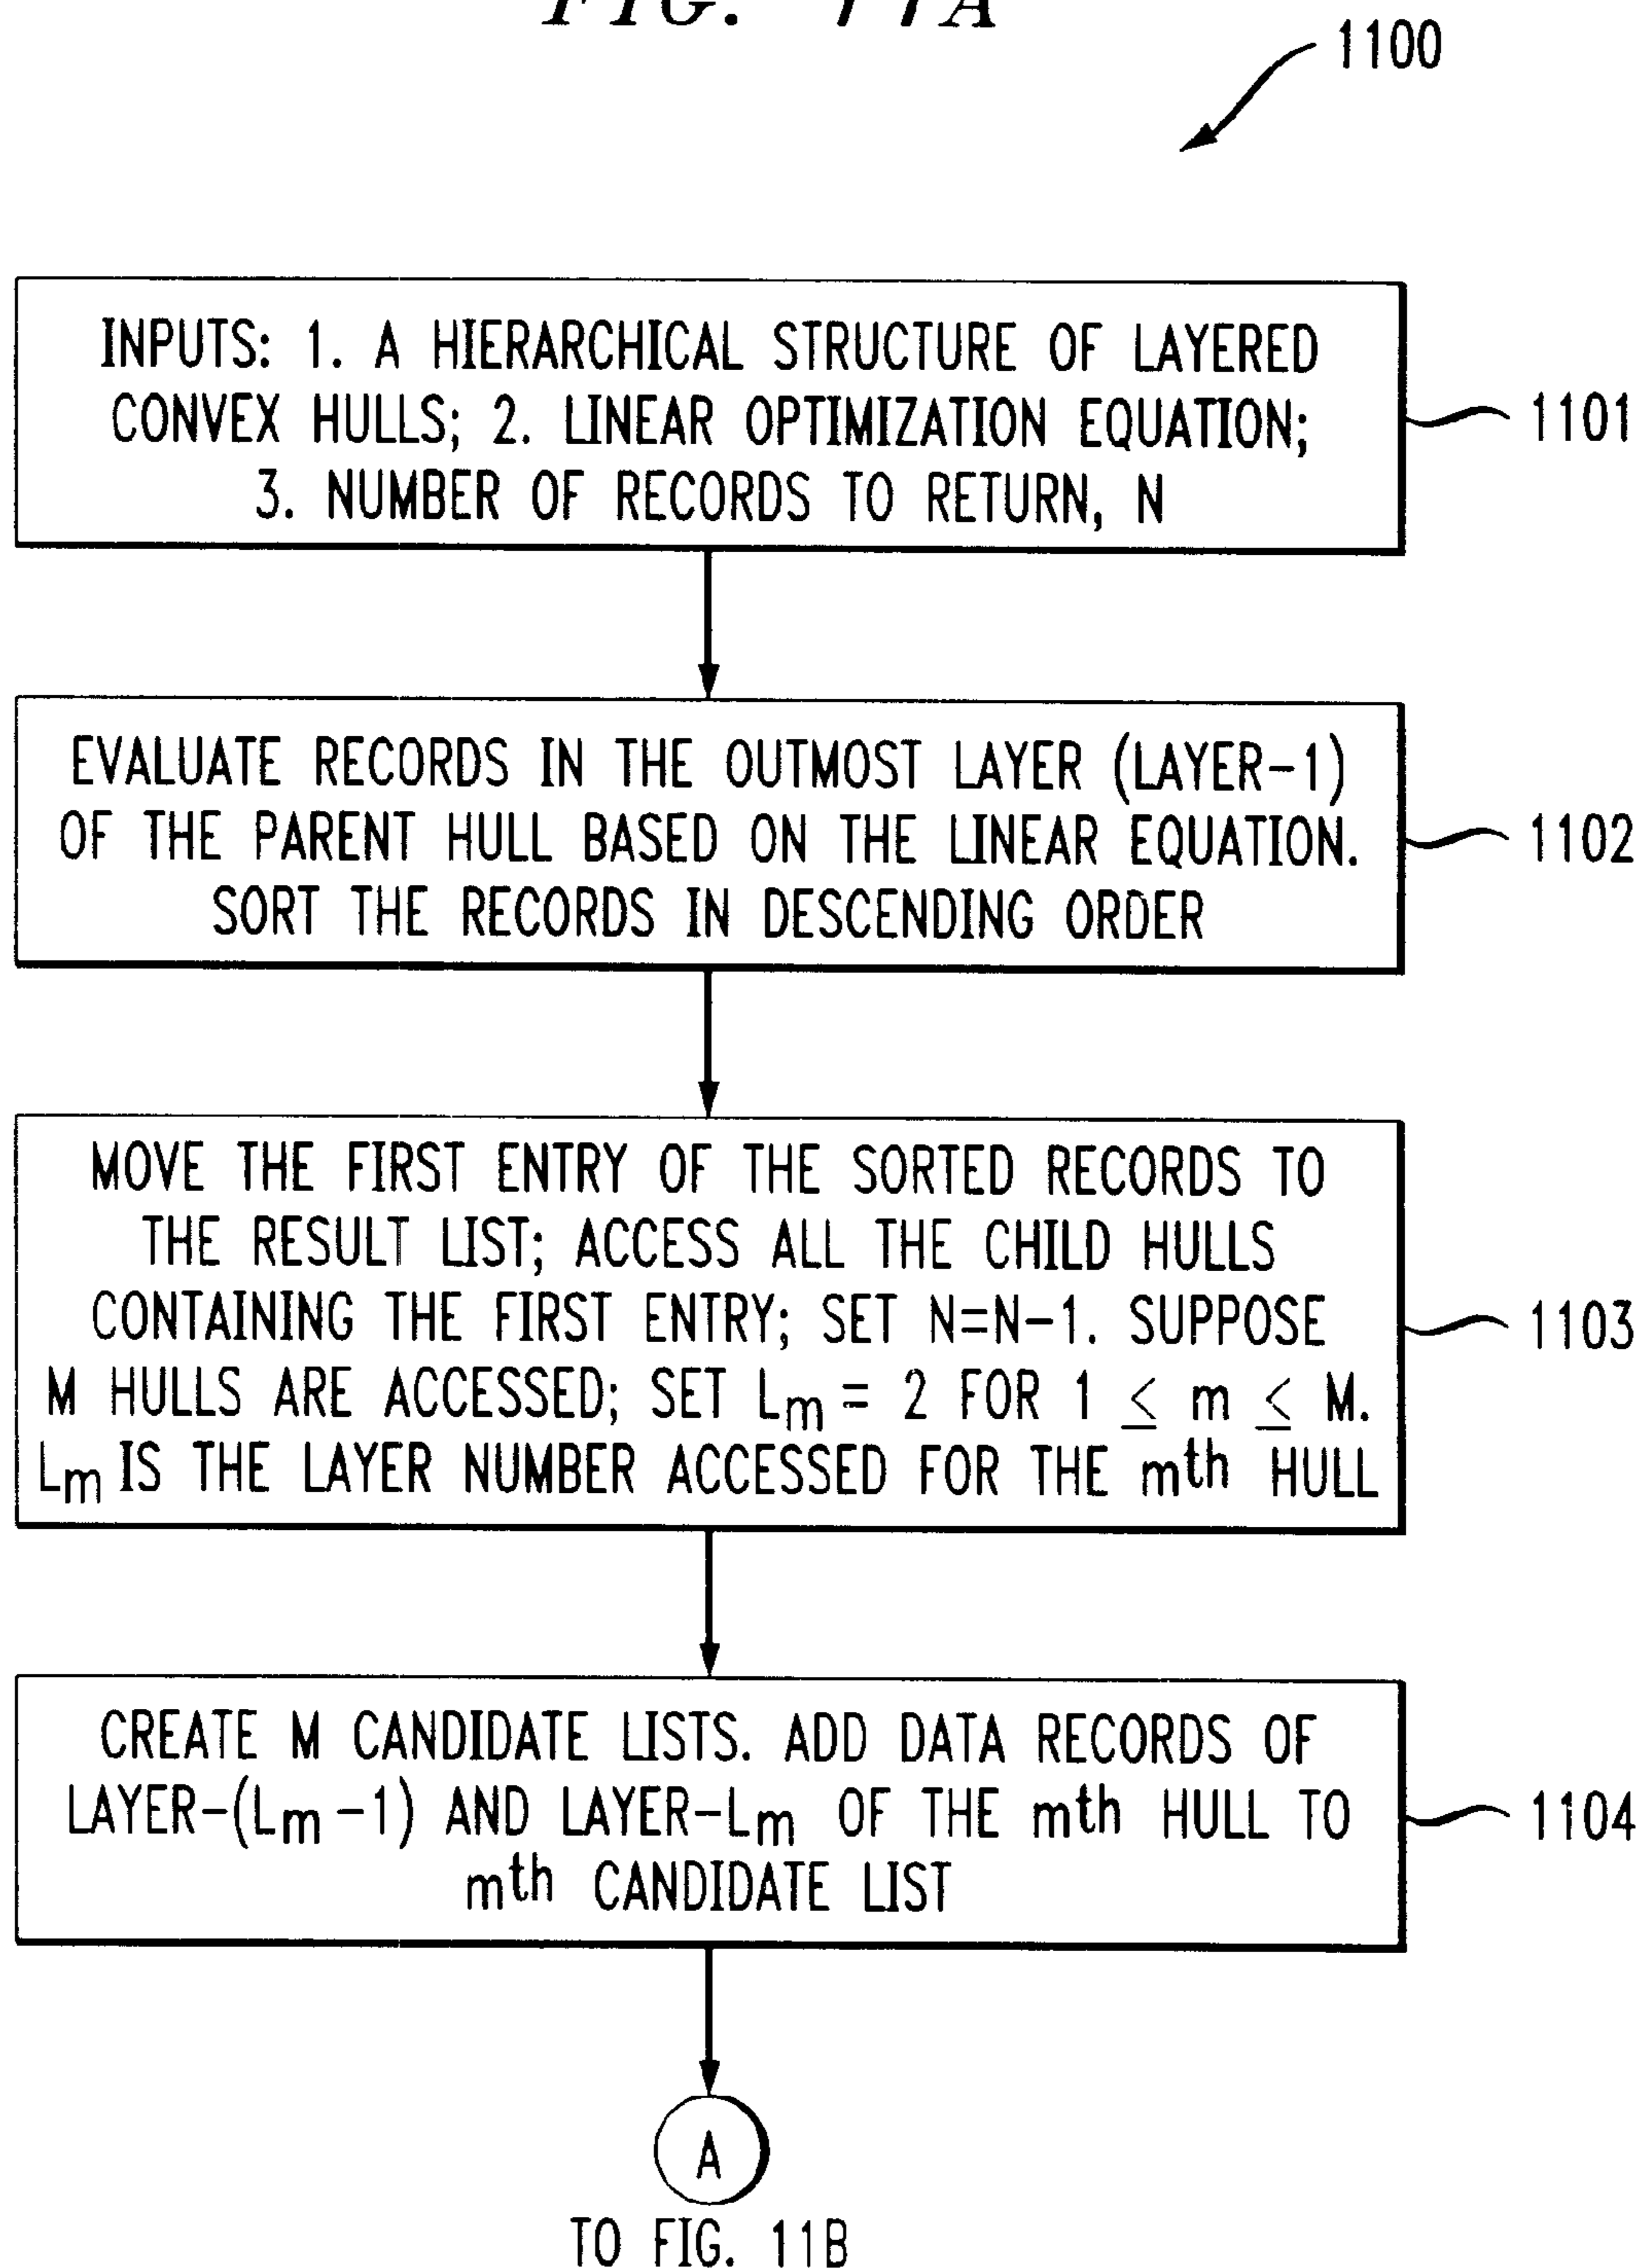 FIG. 11A
1100
INPUTS: 1. A HIERARCHICAL STRUCTURE OF LAYERED
CONVEX HULLS; 2. LINEAR OPTIMIZATION EQUATION;
3. NUMBER OF RECORDS TO RETURN, N
1101
EVALUATE RECORDS IN THE OUTMOST LAYER (LAYER-1)
OF THE PARENT HULL BASED ON THE LINEAR EQUATION.
SORT THE RECORDS IN DESCENDING ORDER
1102
MOVE THE FIRST ENTRY OF THE SORTED RECORDS TO
THE RESULT LIST; ACCESS ALL THE CHILD HULLS
CONTAINING THE FIRST ENTRY; SET N=N-1. SUPPOSE
M HULLS ARE ACCESSED; SET Lm = 2 FOR 1 ≤ m ≤ M.
Lm IS THE LAYER NUMBER ACCESSED FOR THE mth HULL
1103
CREATE M CANDIDATE LISTS. ADD DATA RECORDS OF
LAYER-(Lm-1) AND LAYER-Lm OF THE mth HULL TO
mth CANDIDATE LIST
1104
A
TO FIG. 11B